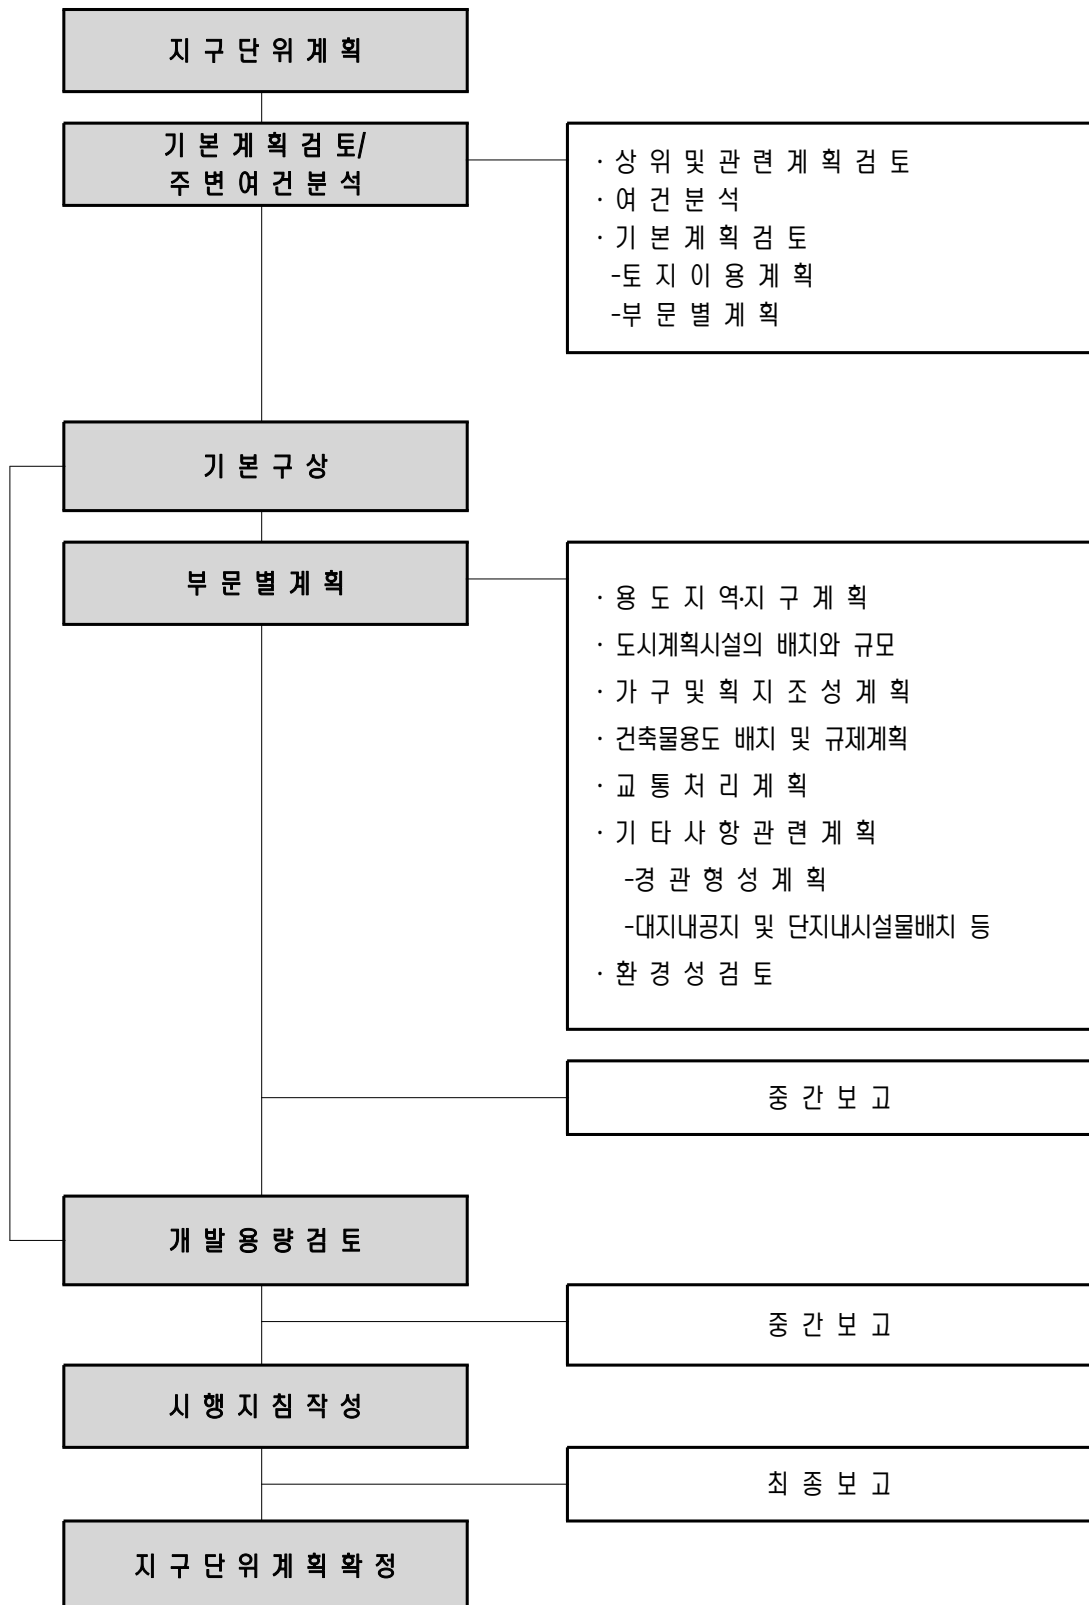 지구단위계획
기본계획검토/
주변여건분석
· 상위 및 관련계획검토
· 여건분석
· 기본계획검토
-토지이용계획
-부문별계획
기본구상
부문별계획
· 용도지역·지구계획
· 도시계획시설의 배치와 규모
· 가구 및 획지조성계획
· 건축물용도 배치 및 규제계획
· 교통처리계획
· 기타사항관련계획
-경관형성계획
-대지내공지 및 단지내시설물배치 등
· 환경성검토
중간보고
개발용량검토
중간보고
시행지침작성
최종보고
지구단위계획확정